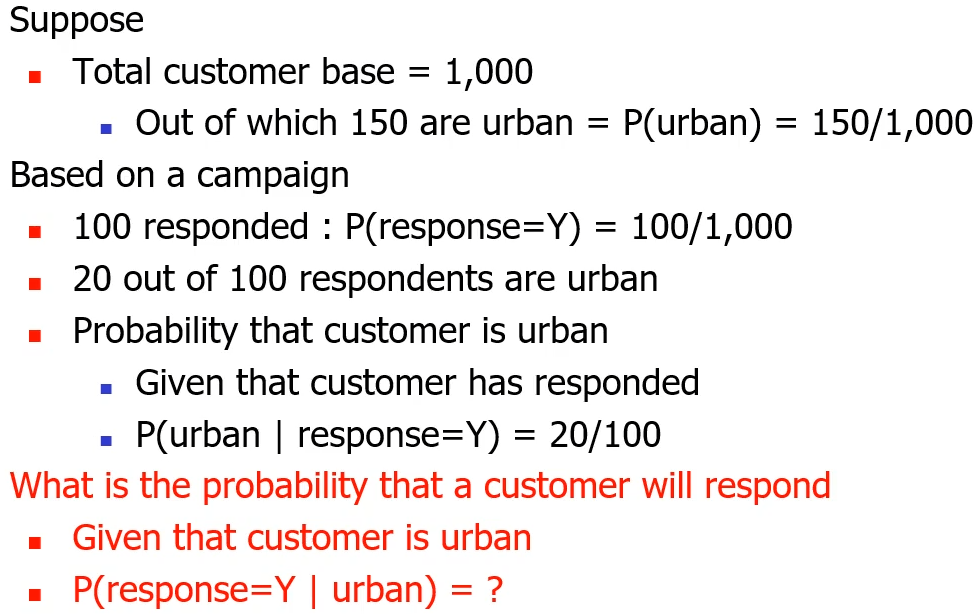 Suppose
Total customer base = 1,000
Out of which 150 are urban = P(urban) = 150/1,000
Based on a campaign
100 responded : P(response=Y) = 100/1,000
20 out of 100 respondents are urban
Probability that customer is urban
Given that customer has responded
P(urban | response=Y) = 20/100
What is the probability that a customer will respond
Given that customer is urban
P(response=Y | urban) = ?